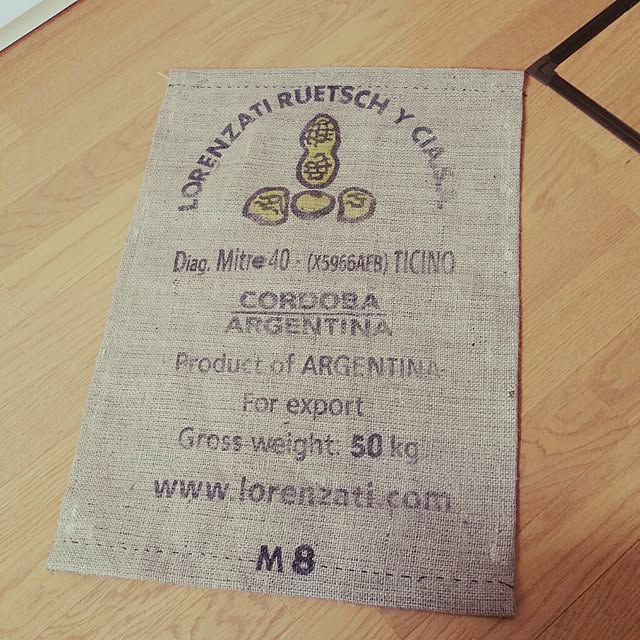 LORENZATI RUETSCH Y CIA.S.A.
Diag. Mitre 40 - (X5966AFB) TICINO
CORDOBA
ARGENTINA
Product of ARGENTINA
For export
Gross weight: 50 kg
www.lorenzati.com
M 8